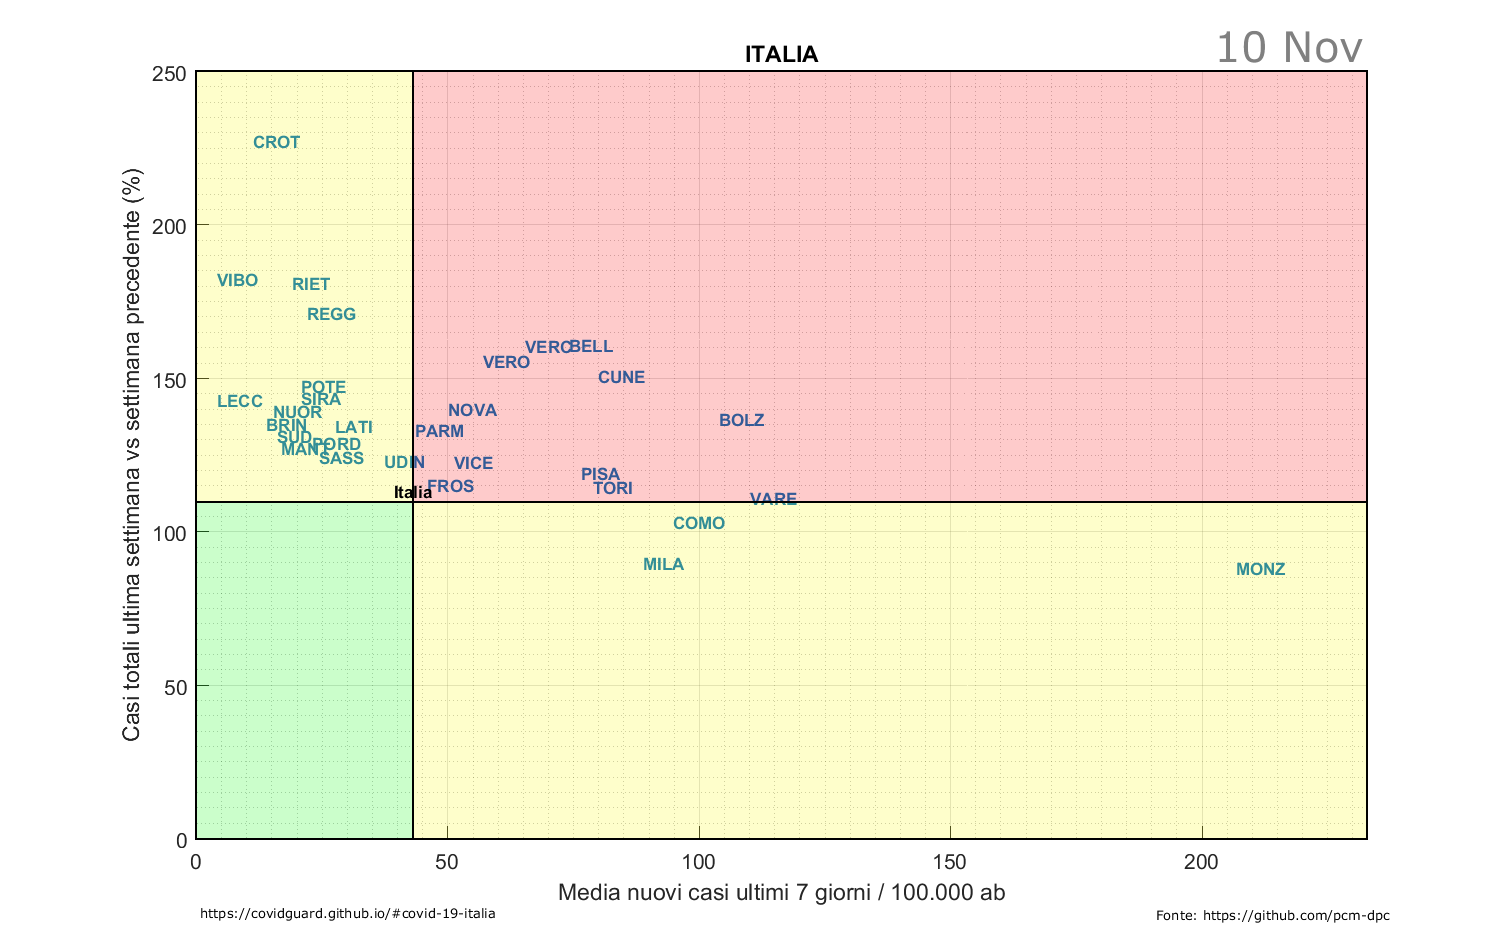 10 Nov
ITALIA
Casi totali ultima settimana vs settimana precedente (%)
250
200
150
100
50
0
CROT
VIBO
RIET
REGG
VERO
VERC
BELL
CUNE
POTE
SIRA
LECC
NUOR
NOVA
BRIN
LATI
PARM
BOLZ
SUD
PORD
MANT
SASS
UDIN
VICE
PISA
FROS
TORI
Italia
VARE
COMO
MILA
MONZ
0
50
100
150
200
Media nuovi casi ultimi 7 giorni / 100.000 ab
https://covidguard.github.io/#covid-19-italia
Fonte: https://github.com/pcm-dpc